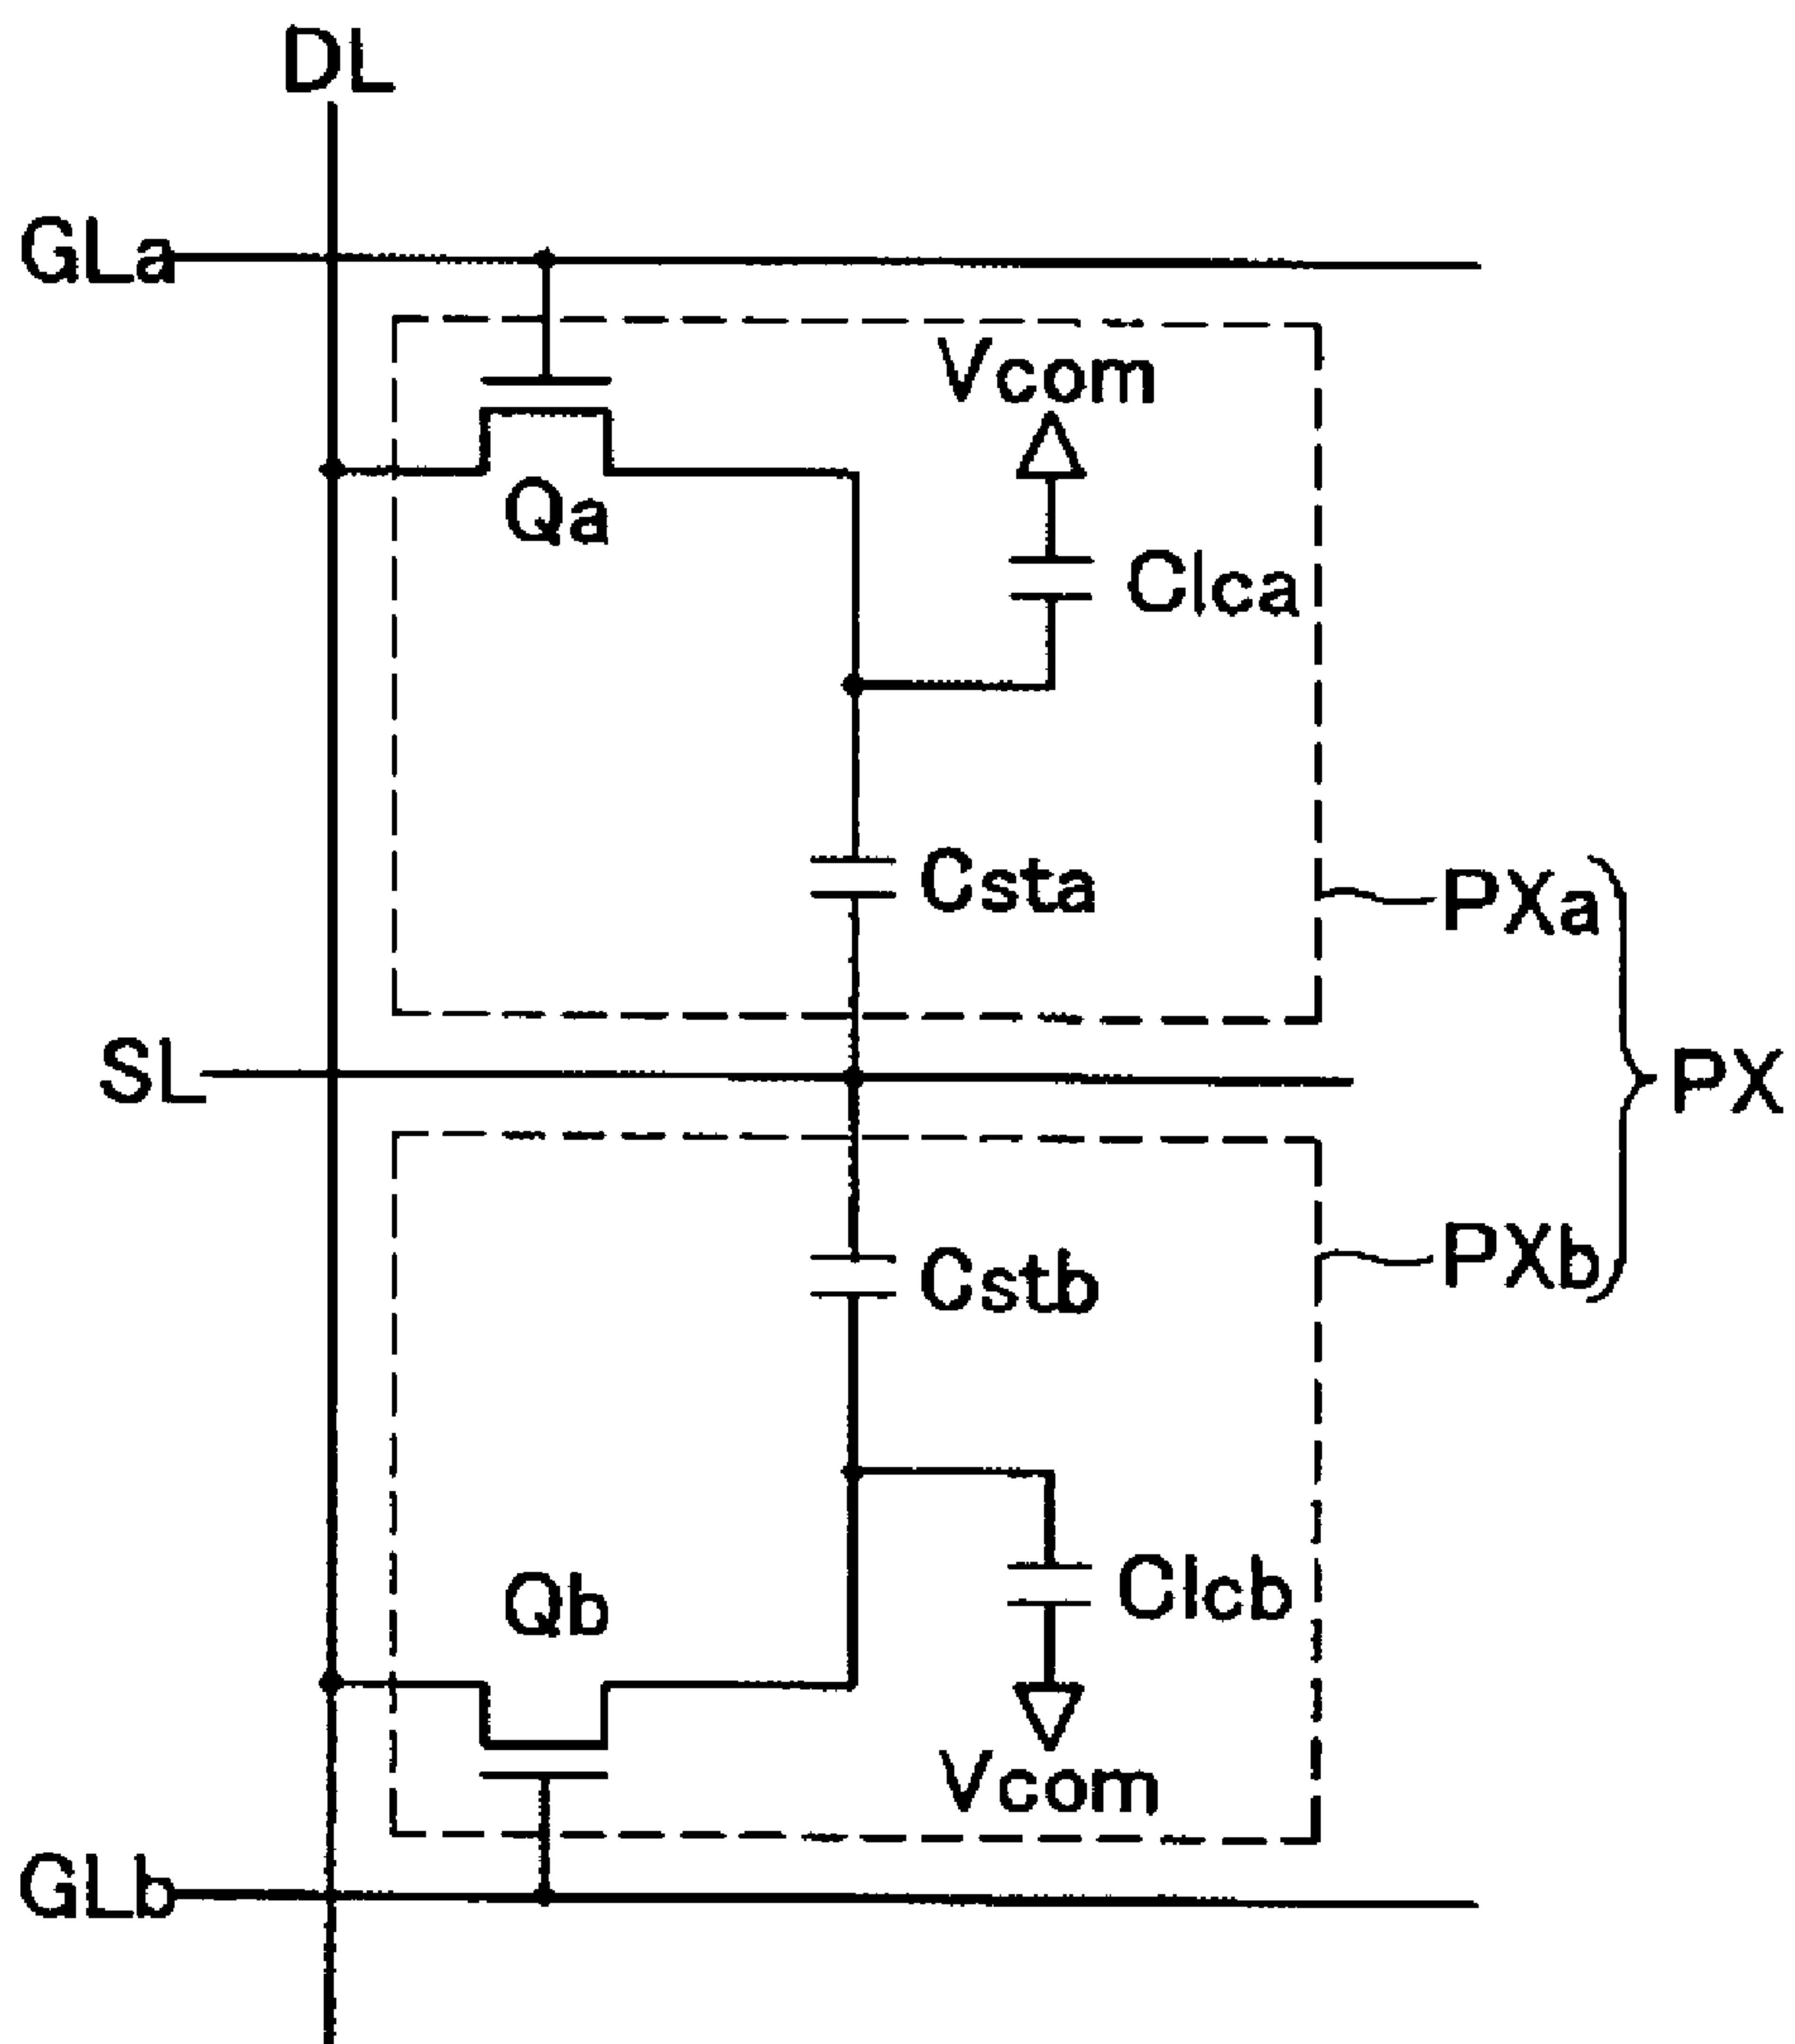 DL
GLa
Vcom
Qa
Clca
Csta
PXa
SL
PX
PXb
Cstb
Clcb
Qb
Vcom
GLb